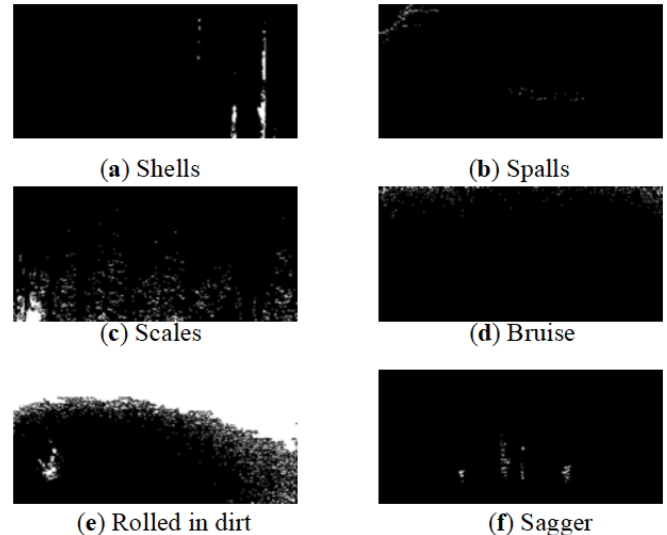 (a) Shells
(b) Spalls
(c) Scales
(d) Bruise
(e) Rolled in dirt
(f) Sagger